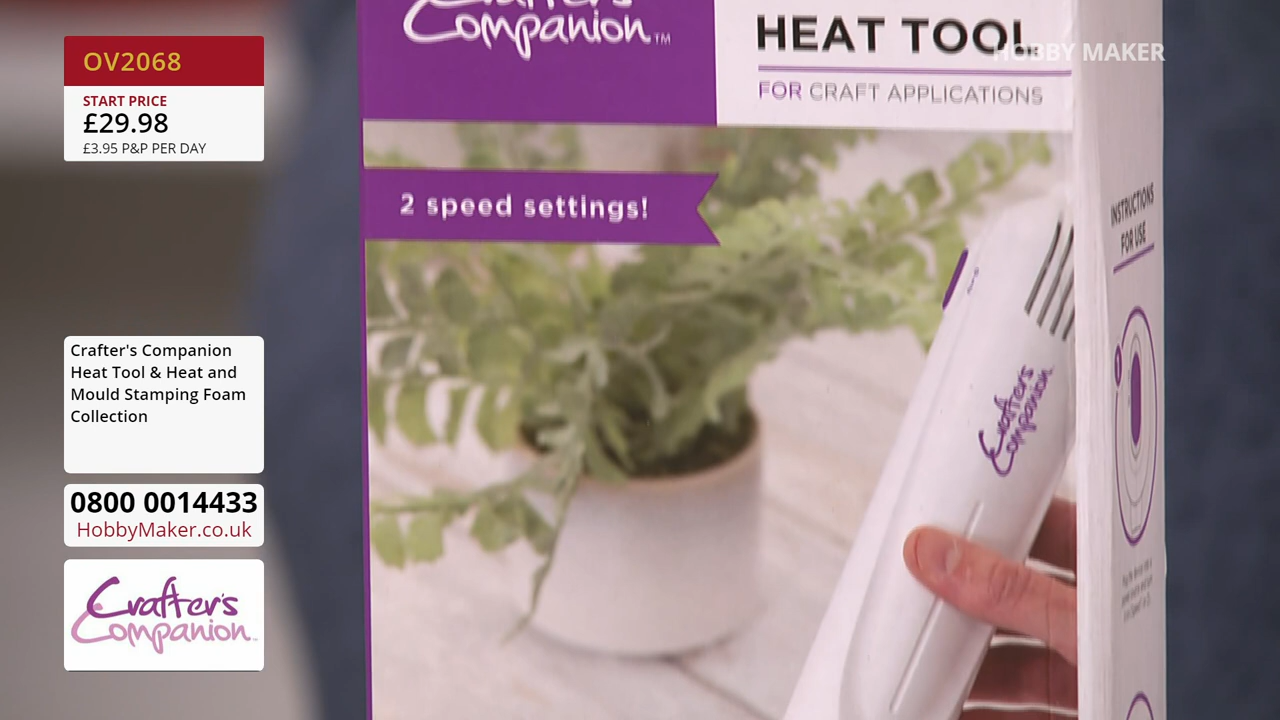 OV2068
START PRICE
£29.98
£3.95 P&P PER DAY
Crafter's Companion
Heat Tool & Heat and
Mould Stamping Foam
Collection
0800 0014433
HobbyMaker.co.uk
Crafter's
Companion
Crafter's
Companion™
HEAT TOOL
HOBBY MAKER
FOR CRAFT APPLICATIONS
2 speed settings!
Crafter's
Companion
INSTRUCTIONS
FOR USE